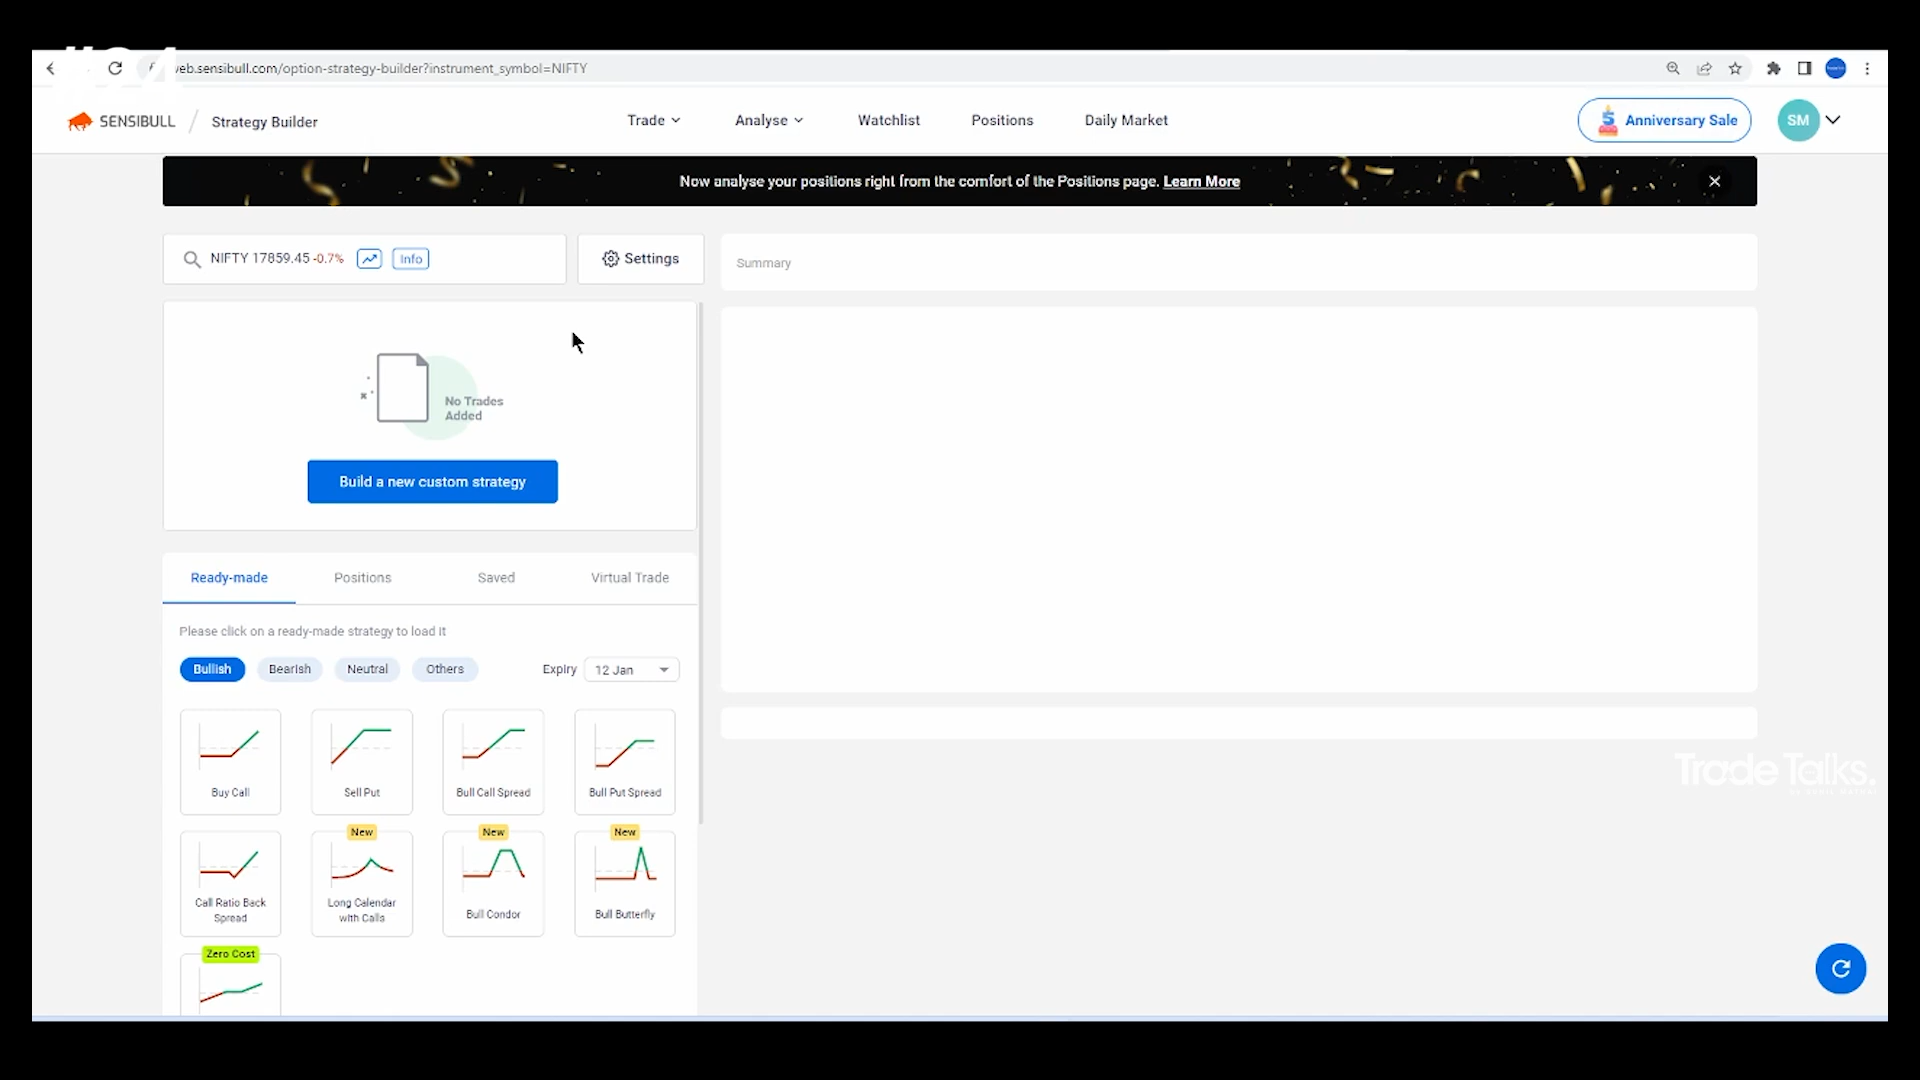 web.sensibull.com/option-strategy-builder?instrument_symbol=NIFTY
SENSIBULL / Strategy Builder
Trade
Analyse
Watchlist
Positions
Daily Market
5
Anniversary Sale
SM
Now analyse your positions right from the comfort of the Positions page. Learn More
NIFTY 17859.45 -0.7%
Info
Settings
Summary
No Trades
Added
Build a new custom strategy
Ready-made
Positions
Saved
Virtual Trade
Please click on a ready-made strategy to load it
Bullish
Bearish
Neutral
Others
Expiry
12 Jan
Buy Call
Sell Put
Bull Call Spread
Bull Put Spread
New
New
New
Call Ratio Back
Spread
Long Calendar
with Calls
Bull Condor
Bull Butterfly
Zero Cost
Trade Talks.